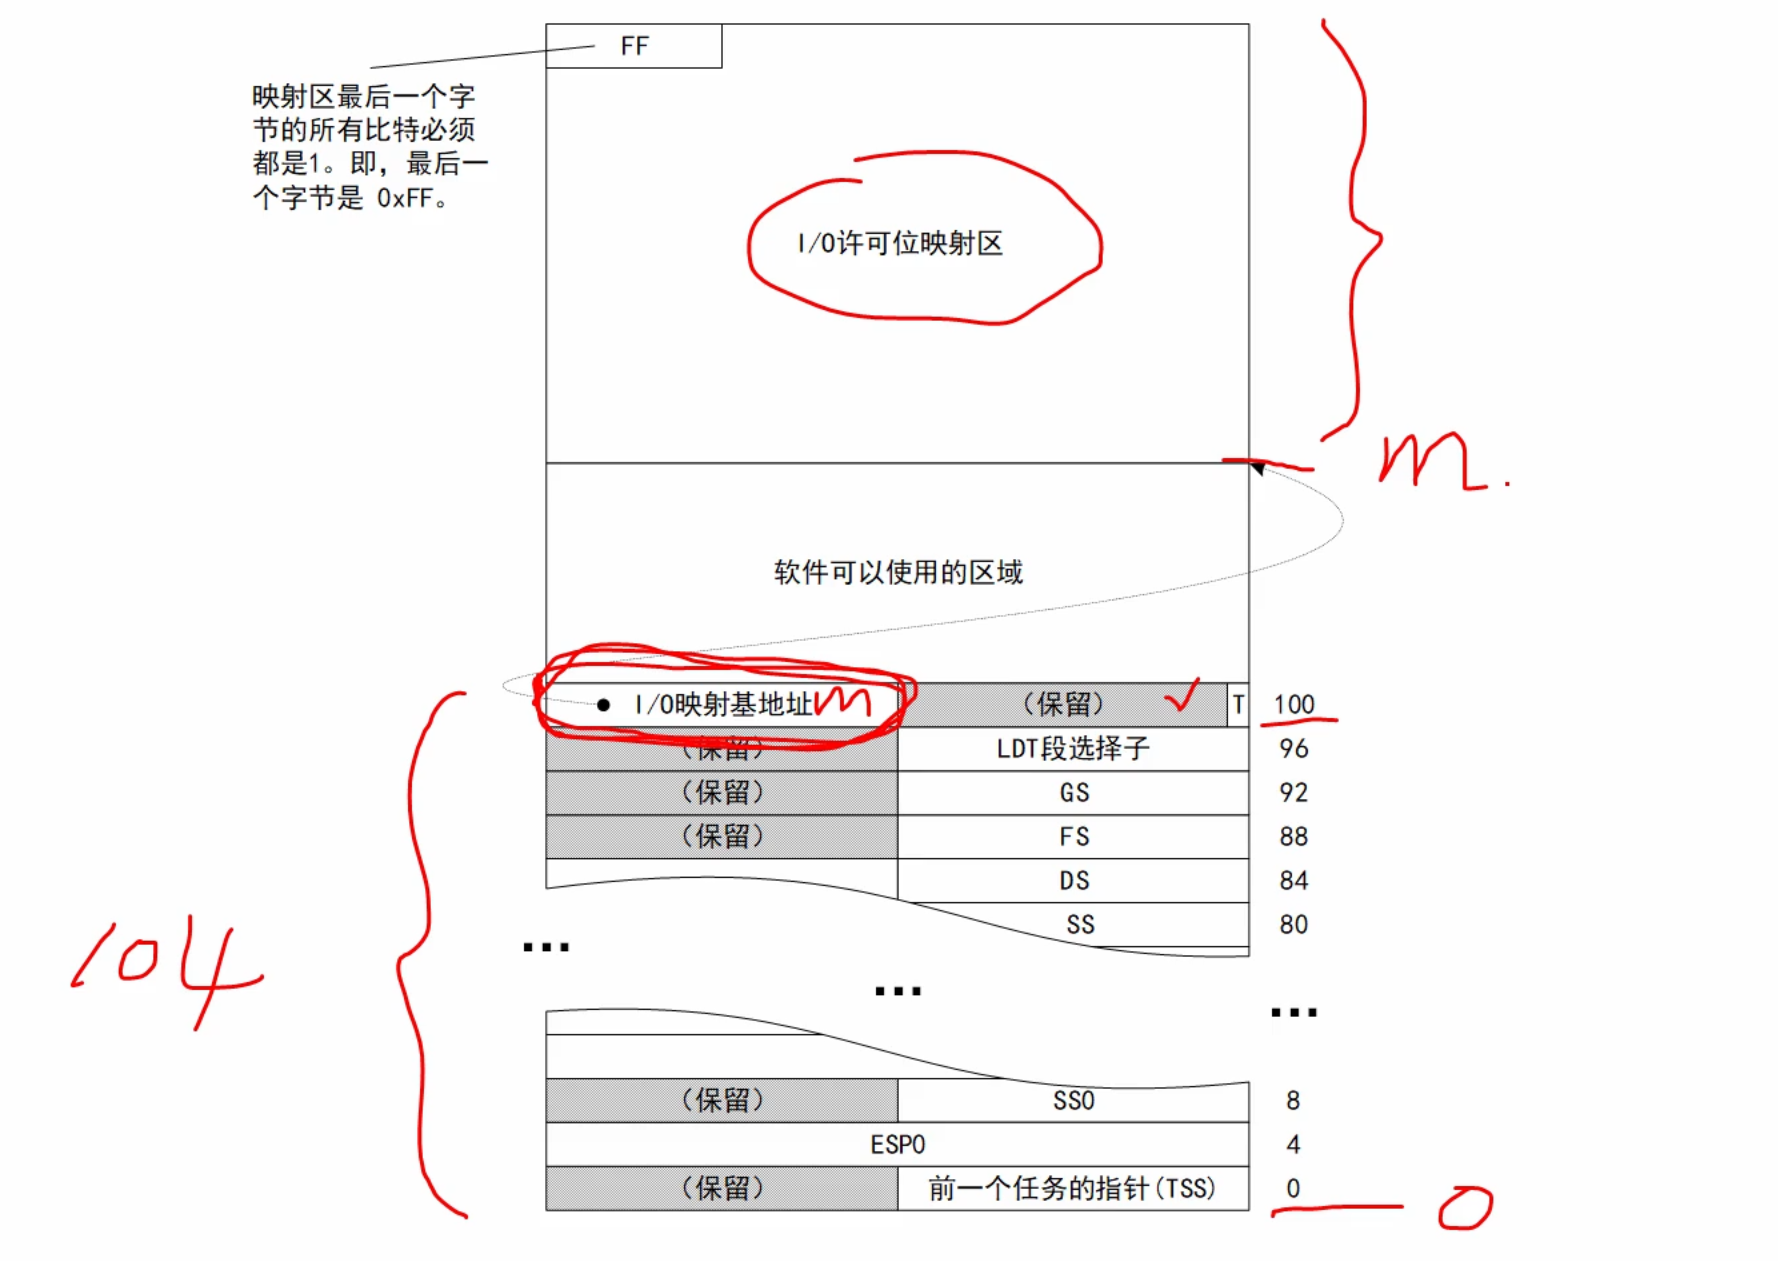 FF
映射区最后一个字
节的所有比特必须
都是1。即，最后一
个字节是 0xFF。
I/O许可位映射区
m.
软件可以使用的区域
I/O映射基地址 m （保留） T 100
（保留） LDT段选择子 96
（保留） GS 92
（保留） FS 88
DS 84
SS 80
104
...
...
...
（保留） SS0 8
ESP0 4
（保留） 前一个任务的指针(TSS) 0
0